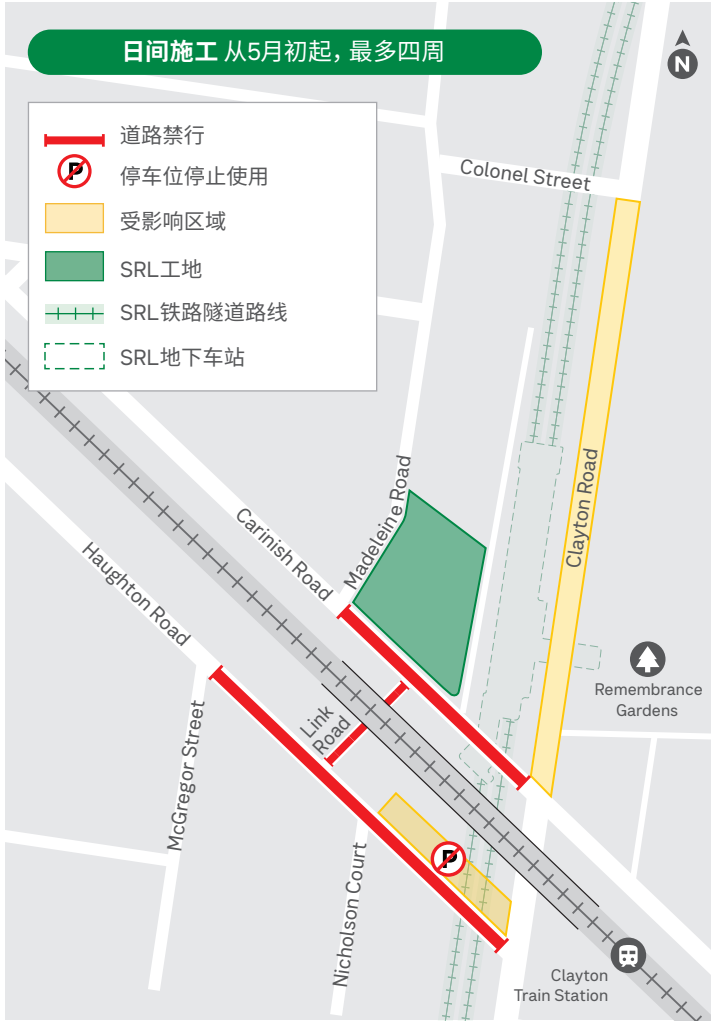 日间施工 从5月初起，最多四周
N
道路禁行
P
停车位停止使用
受影响区域
SRL工地
SRL铁路隧道路线
SRL地下车站
Colonel Street
Clayton Road
Madeleine Road
Carinish Road
Haughton Road
Remembrance
Gardens
Link
Road
McGregor Street
Nicholson Court
P
Clayton
Train Station